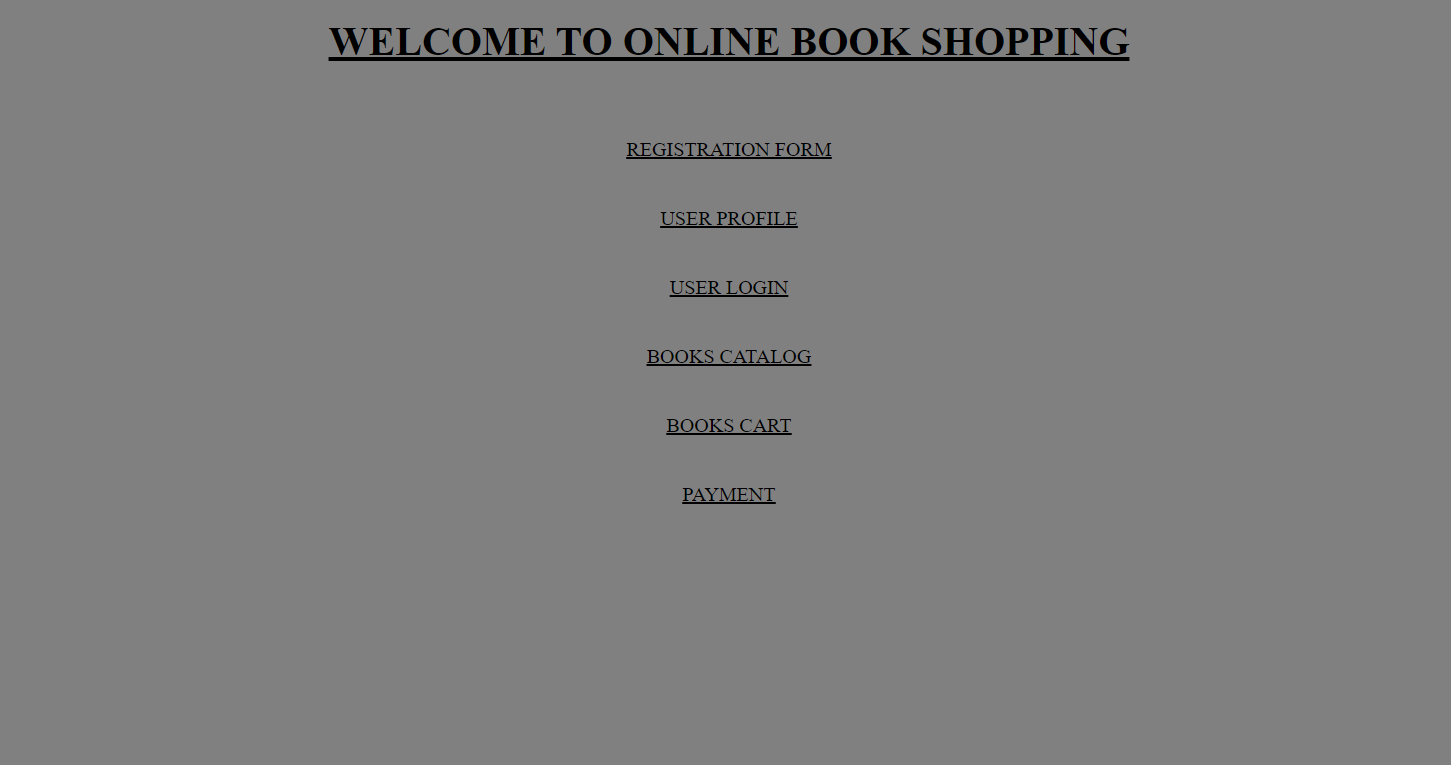 WELCOME TO ONLINE BOOK SHOPPING
REGISTRATION FORM
USER PROFILE
USER LOGIN
BOOKS CATALOG
BOOKS CART
PAYMENT